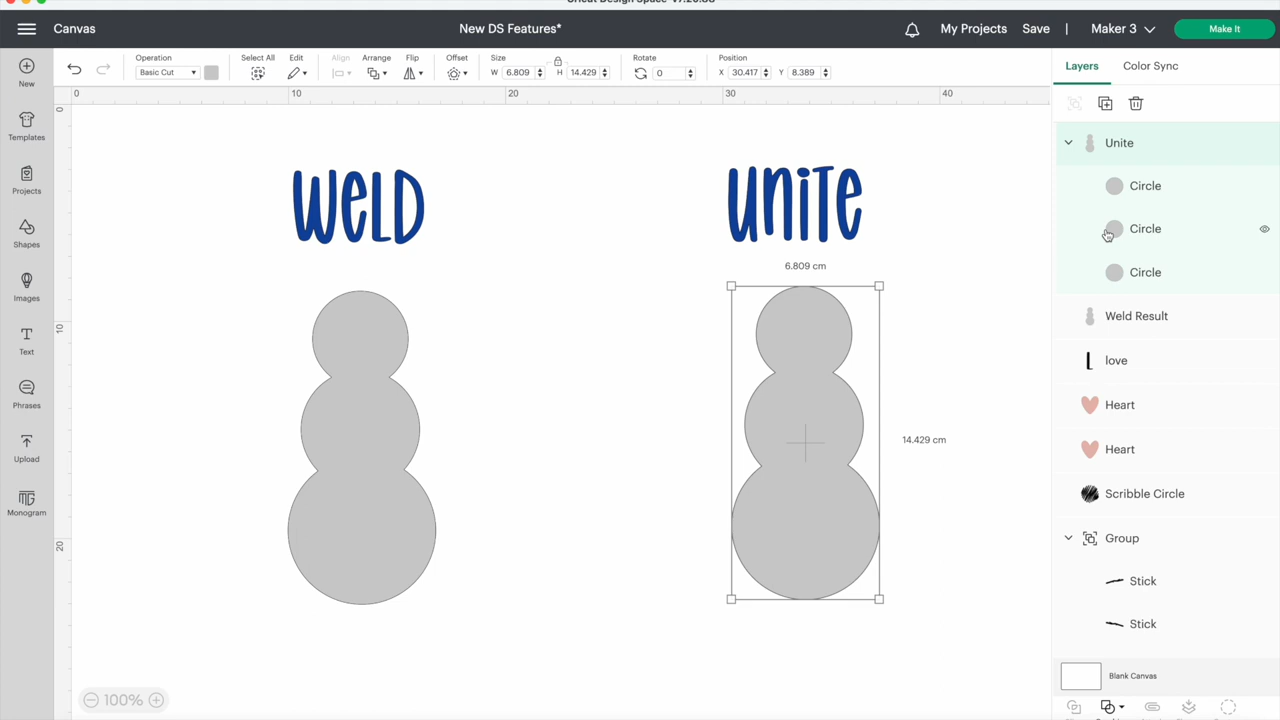 Canvas
New DS Features*
My Projects
Save
|
Maker 3
Make It
New
Templates
Projects
Shapes
Images
Text
Phrases
Upload
Monogram
Operation
Basic Cut
Select All
Edit
Align
Arrange
Flip
Offset
Size
W 6.809
H 14.429
Rotate
0
Position
X 30.417
Y 8.389
0
10
20
30
40
0
10
20
WELD
UNITE
6.809 cm
14.429 cm
100%
Layers
Color Sync
Unite
Circle
Circle
Circle
Weld Result
love
Heart
Heart
Scribble Circle
Group
Stick
Stick
Blank Canvas